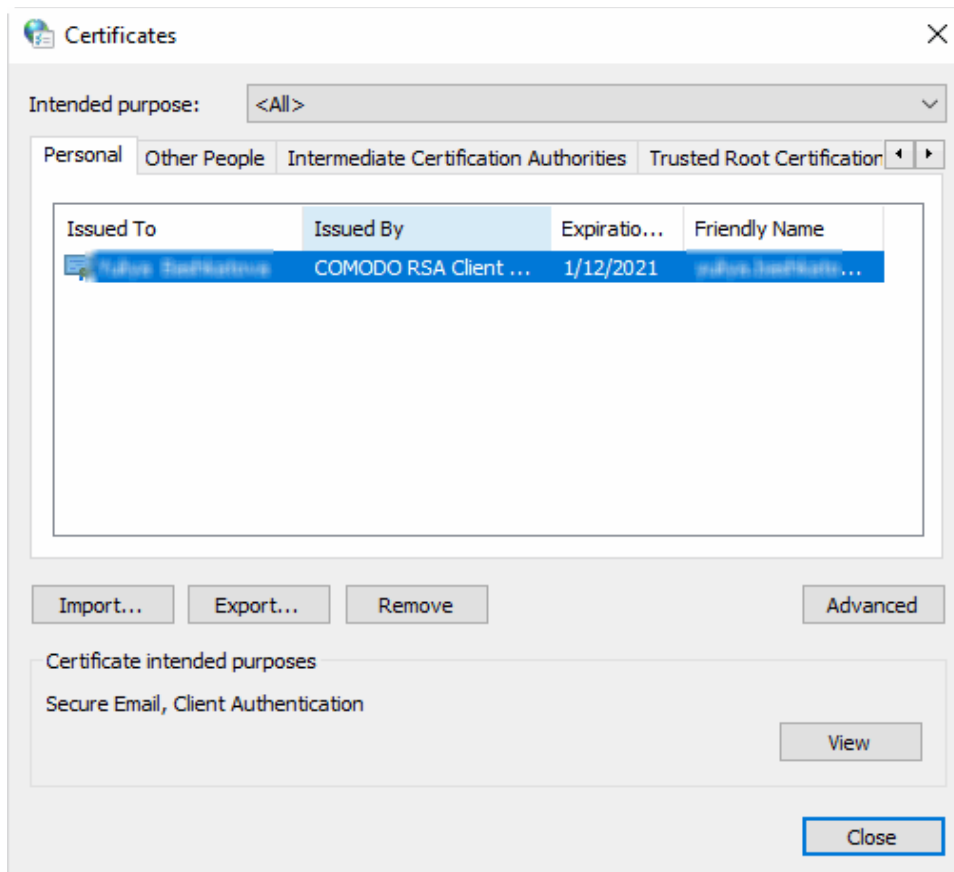 Certificates
Intended purpose: <All>
Personal Other People Intermediate Certification Authorities Trusted Root Certification
Issued To Issued By Expiratio... Friendly Name
COMODO RSA Client ... 1/12/2021 ...
Import... Export... Remove Advanced
Certificate intended purposes
Secure Email, Client Authentication
View
Close